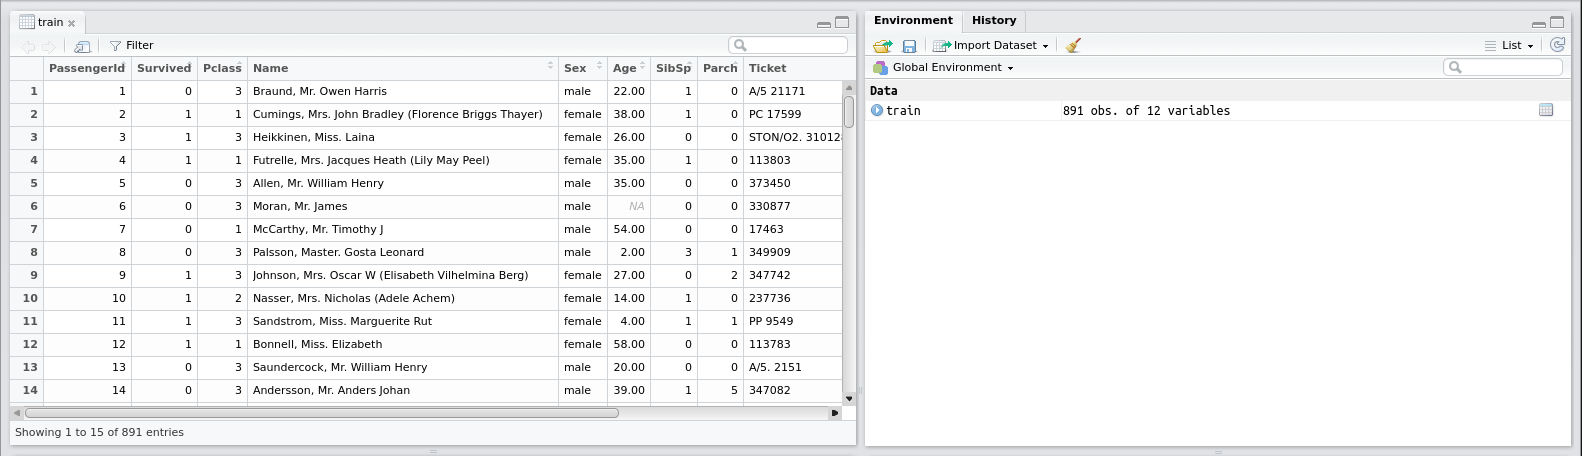 train
Filter
PassengerId Survived Pclass Name Sex Age SibSp Parch Ticket
1 1 0 3 Braund, Mr. Owen Harris male 22.00 1 0 A/5 21171
2 2 1 1 Cumings, Mrs. John Bradley (Florence Briggs Thayer) female 38.00 1 0 PC 17599
3 3 1 3 Heikkinen, Miss. Laina female 26.00 0 0 STON/O2. 31012
4 4 1 1 Futrelle, Mrs. Jacques Heath (Lily May Peel) female 35.00 1 0 113803
5 5 0 3 Allen, Mr. William Henry male 35.00 0 0 373450
6 6 0 3 Moran, Mr. James male NA 0 0 330877
7 7 0 1 McCarthy, Mr. Timothy J male 54.00 0 0 17463
8 8 0 3 Palsson, Master. Gosta Leonard male 2.00 3 1 349909
9 9 1 3 Johnson, Mrs. Oscar W (Elisabeth Vilhelmina Berg) female 27.00 0 2 347742
10 10 1 2 Nasser, Mrs. Nicholas (Adele Achem) female 14.00 1 0 237736
11 11 1 3 Sandstrom, Miss. Marguerite Rut female 4.00 1 1 PP 9549
12 12 1 1 Bonnell, Miss. Elizabeth female 58.00 0 0 113783
13 13 0 3 Saundercock, Mr. William Henry male 20.00 0 0 A/5. 2151
14 14 0 3 Andersson, Mr. Anders Johan male 39.00 1 5 347082
Showing 1 to 15 of 891 entries
Environment History
Import Dataset List
Global Environment
Data
train 891 obs. of 12 variables